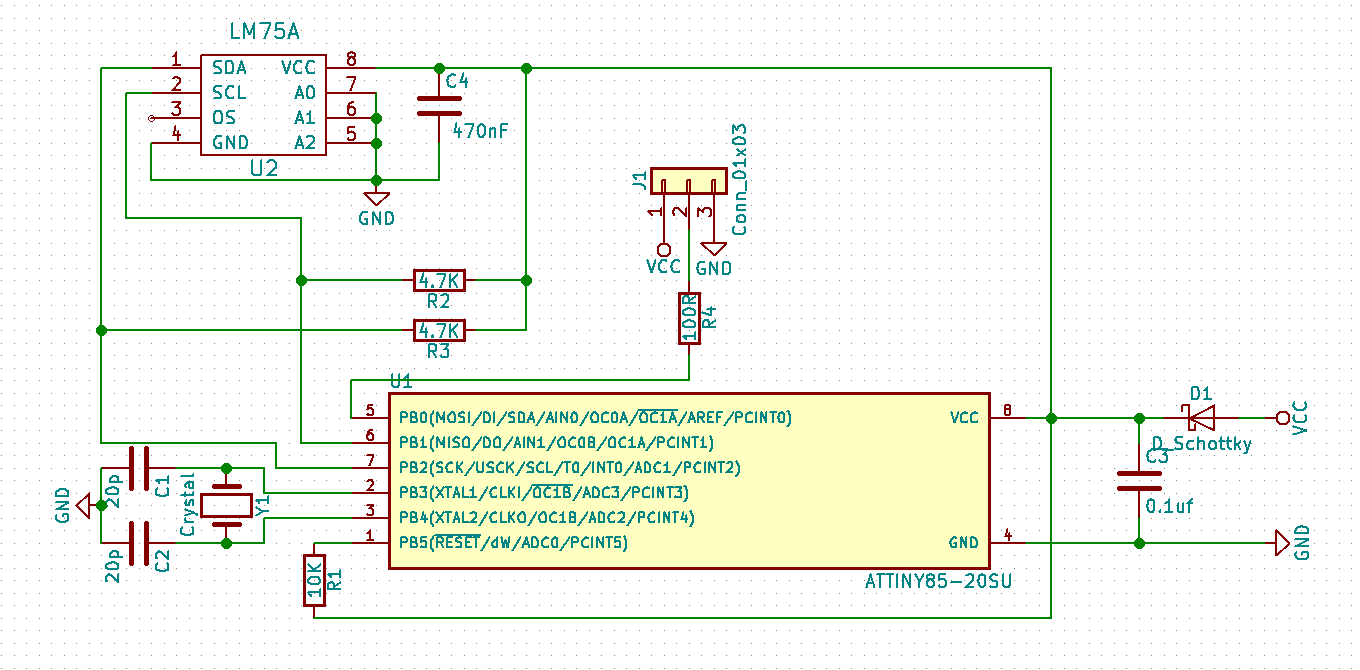 LM75A
1 SDA VCC 8
2 SCL A0 7
3 OS A1 6
4 GND A2 5
U2
C4
470nF
GND
J1
Conn_01x03
1 2 3
VCC GND
4.7K
R2
4.7K
R3
100R
R4
U1
5 PB0(MOSI/DI/SDA/AIN0/OC0A/OC1A/AREF/PCINT0) VCC 8
6 PB1(MISO/DO/AIN1/OC0B/OC1A/PCINT1)
7 PB2(SCK/USCK/SCL/T0/INT0/ADC1/PCINT2)
2 PB3(XTAL1/CLKI/OC1B/ADC3/PCINT3)
3 PB4(XTAL2/CLKO/OC1B/ADC2/PCINT4)
1 PB5(RESET/dW/ADC0/PCINT5) GND 4
ATTINY85-20SU
D1
D_Schottky
VCC
C3
0.1uf
GND
GND
20p
C1
Crystal
Y1
20p
C2
10K
R1